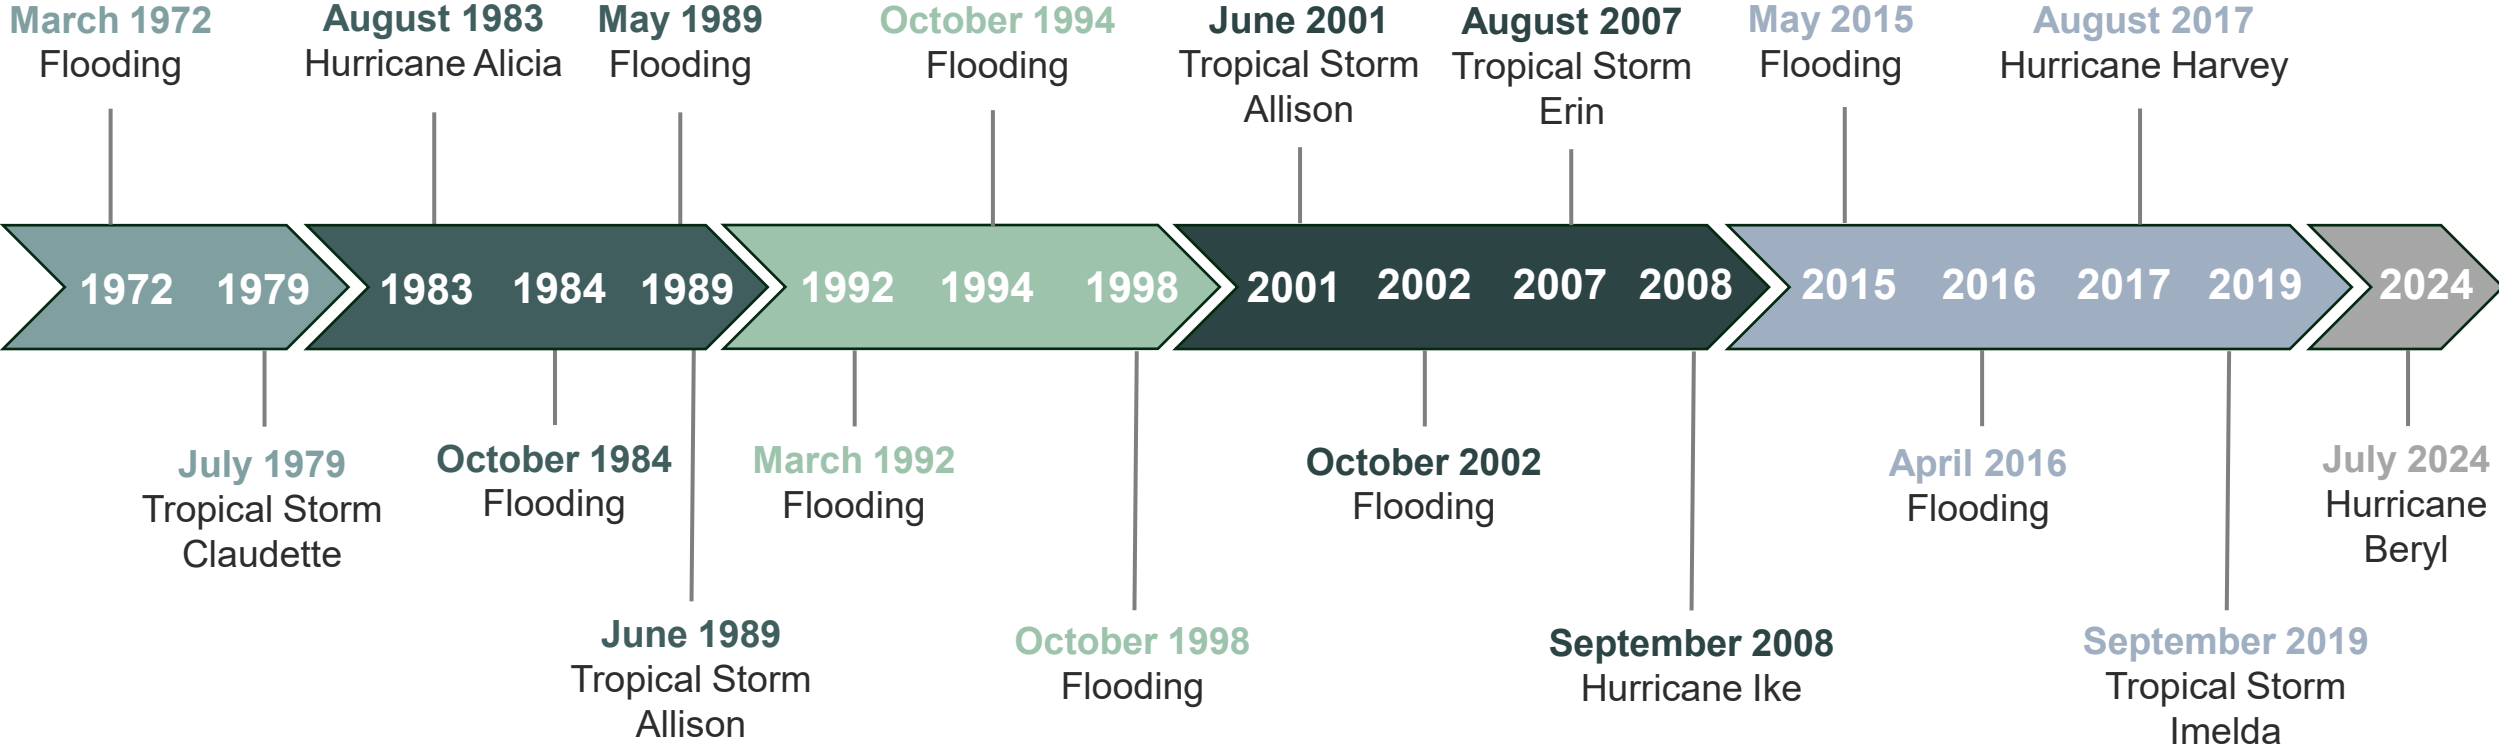 March 1972
Flooding
August 1983
Hurricane Alicia
May 1989
Flooding
October 1994
Flooding
June 2001
Tropical Storm
Allison
August 2007
Tropical Storm
Erin
May 2015
Flooding
August 2017
Hurricane Harvey
1972
1979
1983
1984
1989
1992
1994
1998
2001
2002
2007
2008
2015
2016
2017
2019
2024
July 1979
Tropical Storm
Claudette
October 1984
Flooding
June 1989
Tropical Storm
Allison
March 1992
Flooding
October 1998
Flooding
October 2002
Flooding
September 2008
Hurricane Ike
April 2016
Flooding
September 2019
Tropical Storm
Imelda
July 2024
Hurricane
Beryl